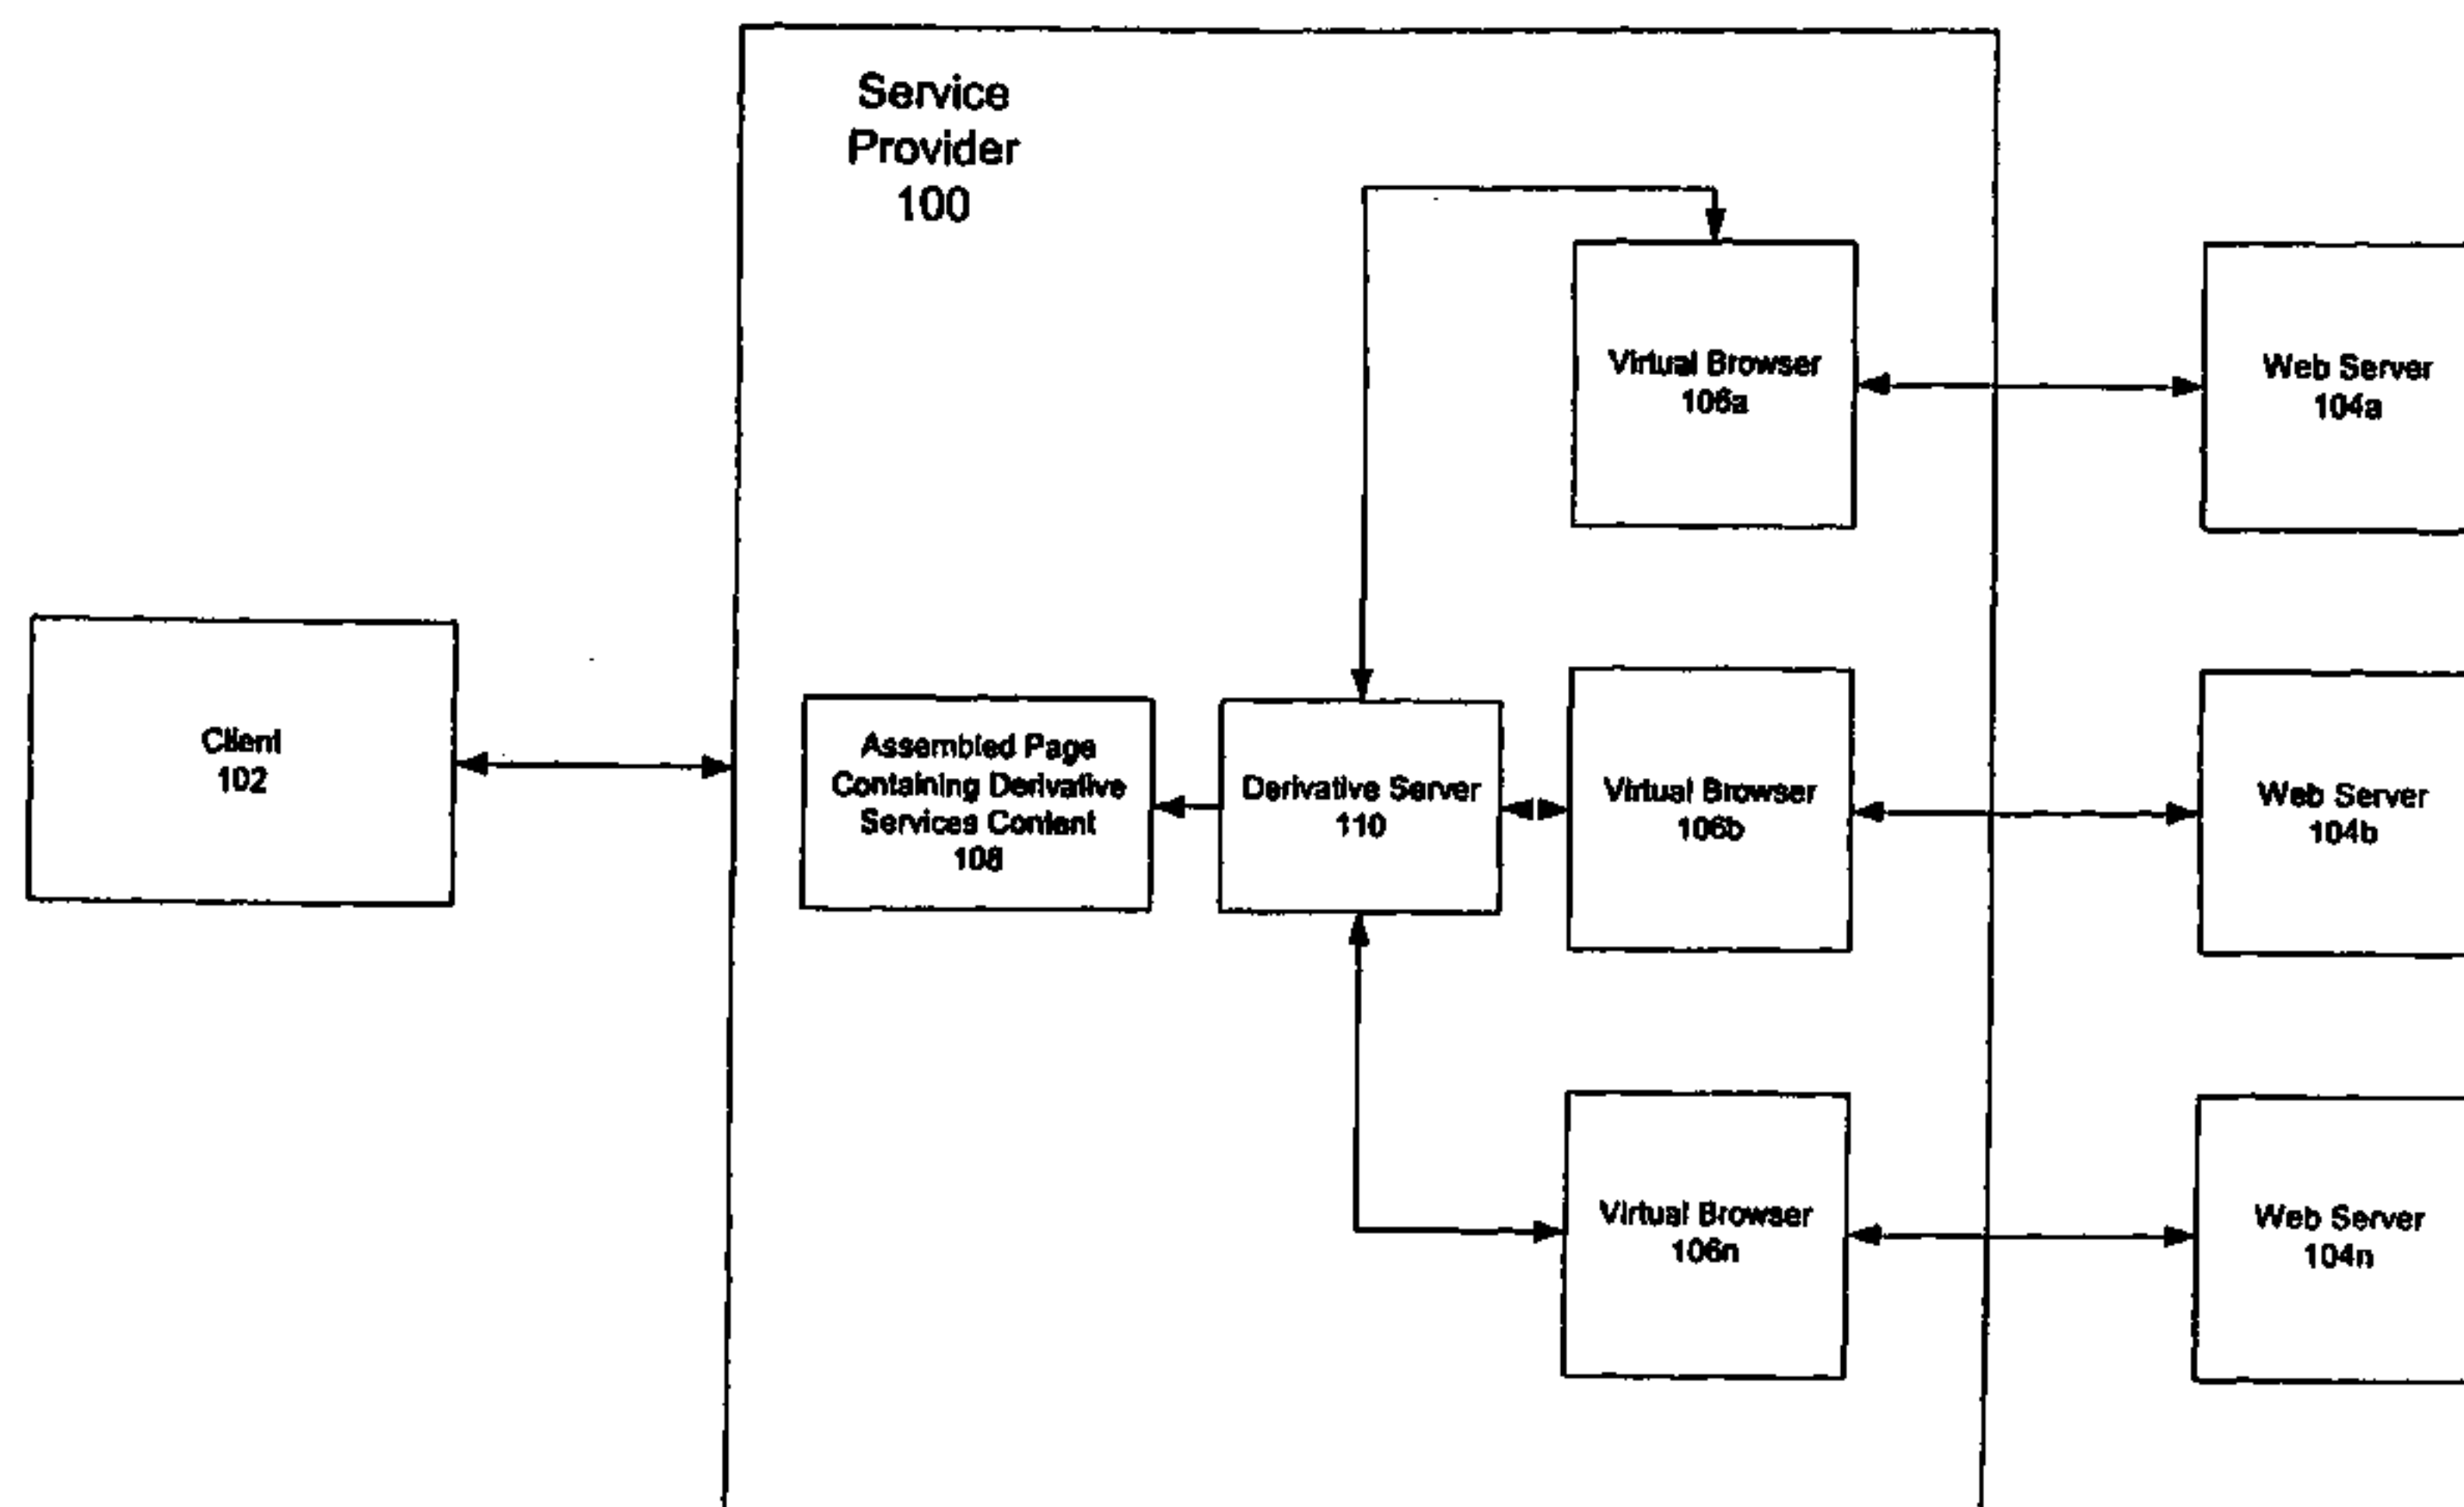 Service
Provider
100
Virtual Browser
106a
Web Server
104a
Client
102
Assembled Page
Containing Derivative
Services Content
108
Derivative Server
110
Virtual Browser
106b
Web Server
104b
Virtual Browser
106n
Web Server
104n